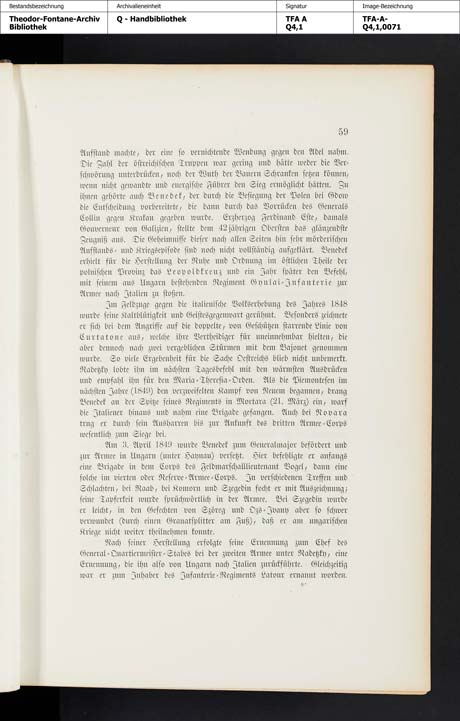 Bestandsbezeichnung Archivalieneinheit Signatur Image-Bezeichnung
Theodor-Fontane-Archiv Q - Handbibliothek TFA A TFA-A-
Bibliothek Q4,1 Q4,1,0071
59
Aufstand machte, der eine so vernichtende Wendung gegen den Adel nahm.
Die Zahl der östreichischen Truppen war gering und hätte weder die Ver-
schwörung unterdrücken, noch der Wuth der Bauern Schranken setzen können,
wenn nicht gewandte und energische Führer den Sieg ermöglicht hätten. Zu
ihnen gehörte auch Benedek, der durch die Besiegung der Polen bei Gdow
die Entscheidung vorbereitete, die dann durch das Vorrücken des Generals
Collin gegen Krakau gegeben wurde. Erzherzog Ferdinand Este, damals
Gouverneur von Gallizien, stellte dem 42jährigen Obersten das glänzendste
Zeugniß aus. Die Geheimnisse dieser nach allen Seiten hin sehr mörderischen
Aufstands- und Kriegsepisode sind noch nicht vollständig aufgeklärt. Benedek
erhielt für die Herstellung der Ruhe und Ordnung im östlichen Theile der
polnischen Provinz das Leopoldkreuz und ein Jahr später den Befehl,
mit seinem aus Ungarn bestehenden Regiment Gyulai-Infanterie zur
Armee nach Italien zu stoßen.
Im Feldzuge gegen die italienische Volkserhebung des Jahres 1848
wurde seine Kaltblütigkeit und Geistesgegenwart gerühmt. Besonders zeichnete
er sich bei dem Angriffe auf die doppelte, von Geschützen starrende Linie von
Curtatone aus, welche ihre Vertheidiger für uneinnehmbar hielten, die
aber dennoch nach zwei vergeblichen Stürmen mit dem Bajonet genommen
wurde. So viele Ergebenheit für die Sache Oestreichs blieb nicht unbemerkt.
Radetzky lobte ihn im nächsten Tagesbefehl mit den wärmsten Ausdrücken
und empfahl ihn für den Maria-Theresia-Orden. Als die Piemontesen im
nächsten Jahre (1849) den verzweifelten Kampf von Neuem begannen, drang
Benedek an der Spitze seines Regiments in Mortara (21. März) ein, warf
die Italiener hinaus und nahm eine Brigade gefangen. Auch bei Novara
trug er durch sein Ausharren bis zur Ankunft des dritten Armee-Corps
wesentlich zum Siege bei.
Am 3. April 1849 wurde Benedek zum Generalmajor befördert und
zur Armee in Ungarn (unter Haynau) versetzt. Hier befehligte er anfangs
eine Brigade in dem Corps des Feldmarschallieutenant Vogel, dann eine
solche im vierten oder Reserve-Armee-Corps. In verschiedenen Treffen und
Schlachten, bei Raab, bei Komorn und Szegedin focht er mit Auszeichnung;
seine Tapferkeit wurde sprüchwörtlich in der Armee. Bei Szegedin wurde
er leicht, in den Gefechten von Szöreg und Ozs-Ivany aber so schwer
verwundet (durch einen Granatsplitter am Fuß), daß er am ungarischen
Kriege nicht weiter theilnehmen konnte.
Nach seiner Herstellung erfolgte seine Ernennung zum Chef des
General-Quartiermeister-Stabes bei der zweiten Armee unter Radetzky, eine
Ernennung, die ihn also von Ungarn nach Italien zurückführte. Gleichzeitig
war er zum Inhaber des Infanterie-Regiments Latour ernannt worden.